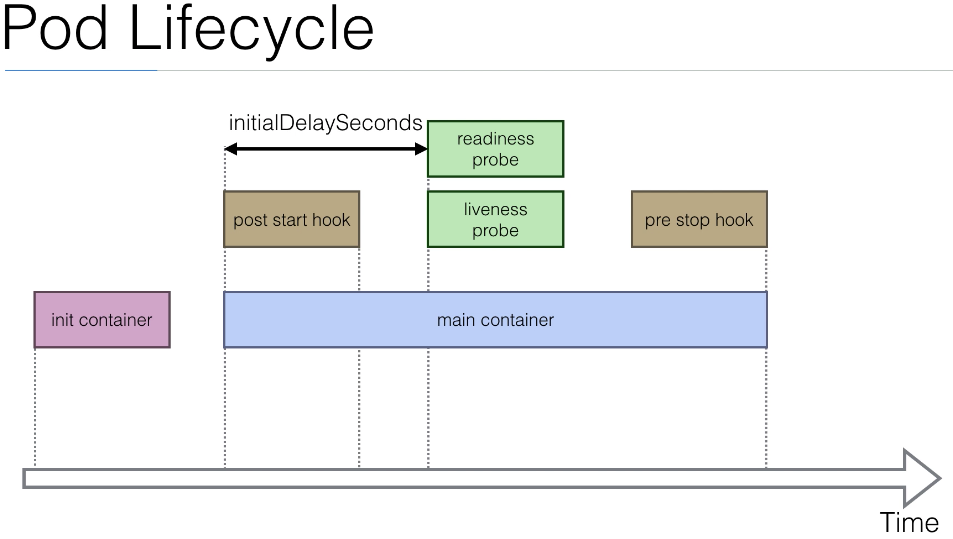 Pod Lifecycle
initialDelaySeconds
readiness
probe
post start hook
liveness
probe
pre stop hook
init container
main container
Time